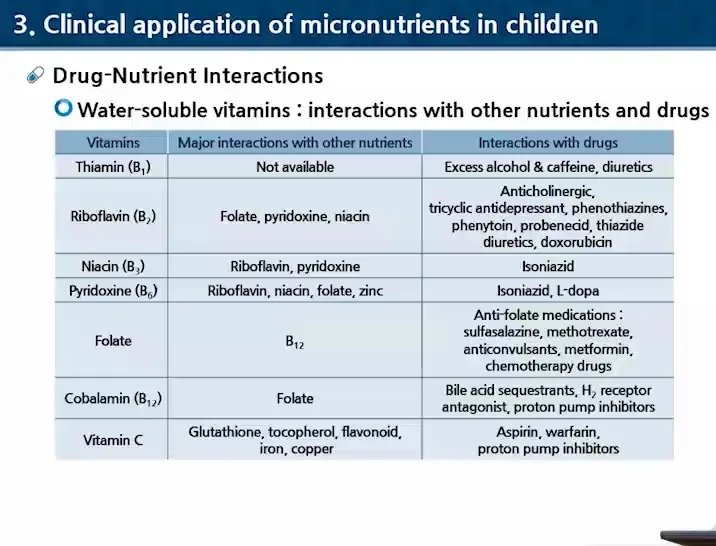 3. Clinical application of micronutrients in children
Drug-Nutrient Interactions
Water-soluble vitamins : interactions with other nutrients and drugs
Vitamins Major interactions with other nutrients Interactions with drugs
Thiamin (B₁) Not available Excess alcohol & caffeine, diuretics
Riboflavin (B₂) Folate, pyridoxine, niacin Anticholinergic,
tricyclic antidepressant, phenothiazines,
phenytoin, probenecid, thiazide
diuretics, doxorubicin
Niacin (B₃) Riboflavin, pyridoxine Isoniazid
Pyridoxine (B₆) Riboflavin, niacin, folate, zinc Isoniazid, L-dopa
Folate B₁₂ Anti-folate medications :
sulfasalazine, methotrexate,
anticonvulsants, metformin,
chemotherapy drugs
Cobalamin (B₁₂) Folate Bile acid sequestrants, H₂ receptor
antagonist, proton pump inhibitors
Vitamin C Glutathione, tocopherol, flavonoid,
iron, copper Aspirin, warfarin,
proton pump inhibitors